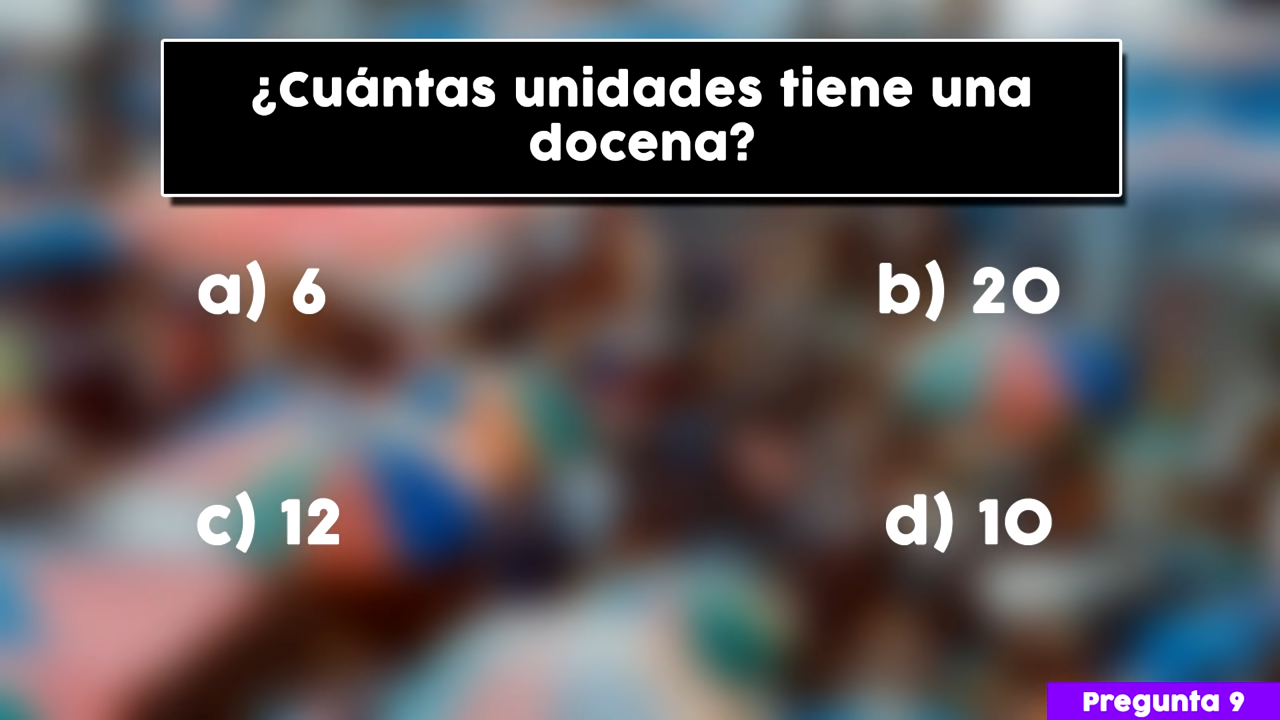 ¿Cuántas unidades tiene una
docena?
a) 6
b) 20
c) 12
d) 10
Pregunta 9